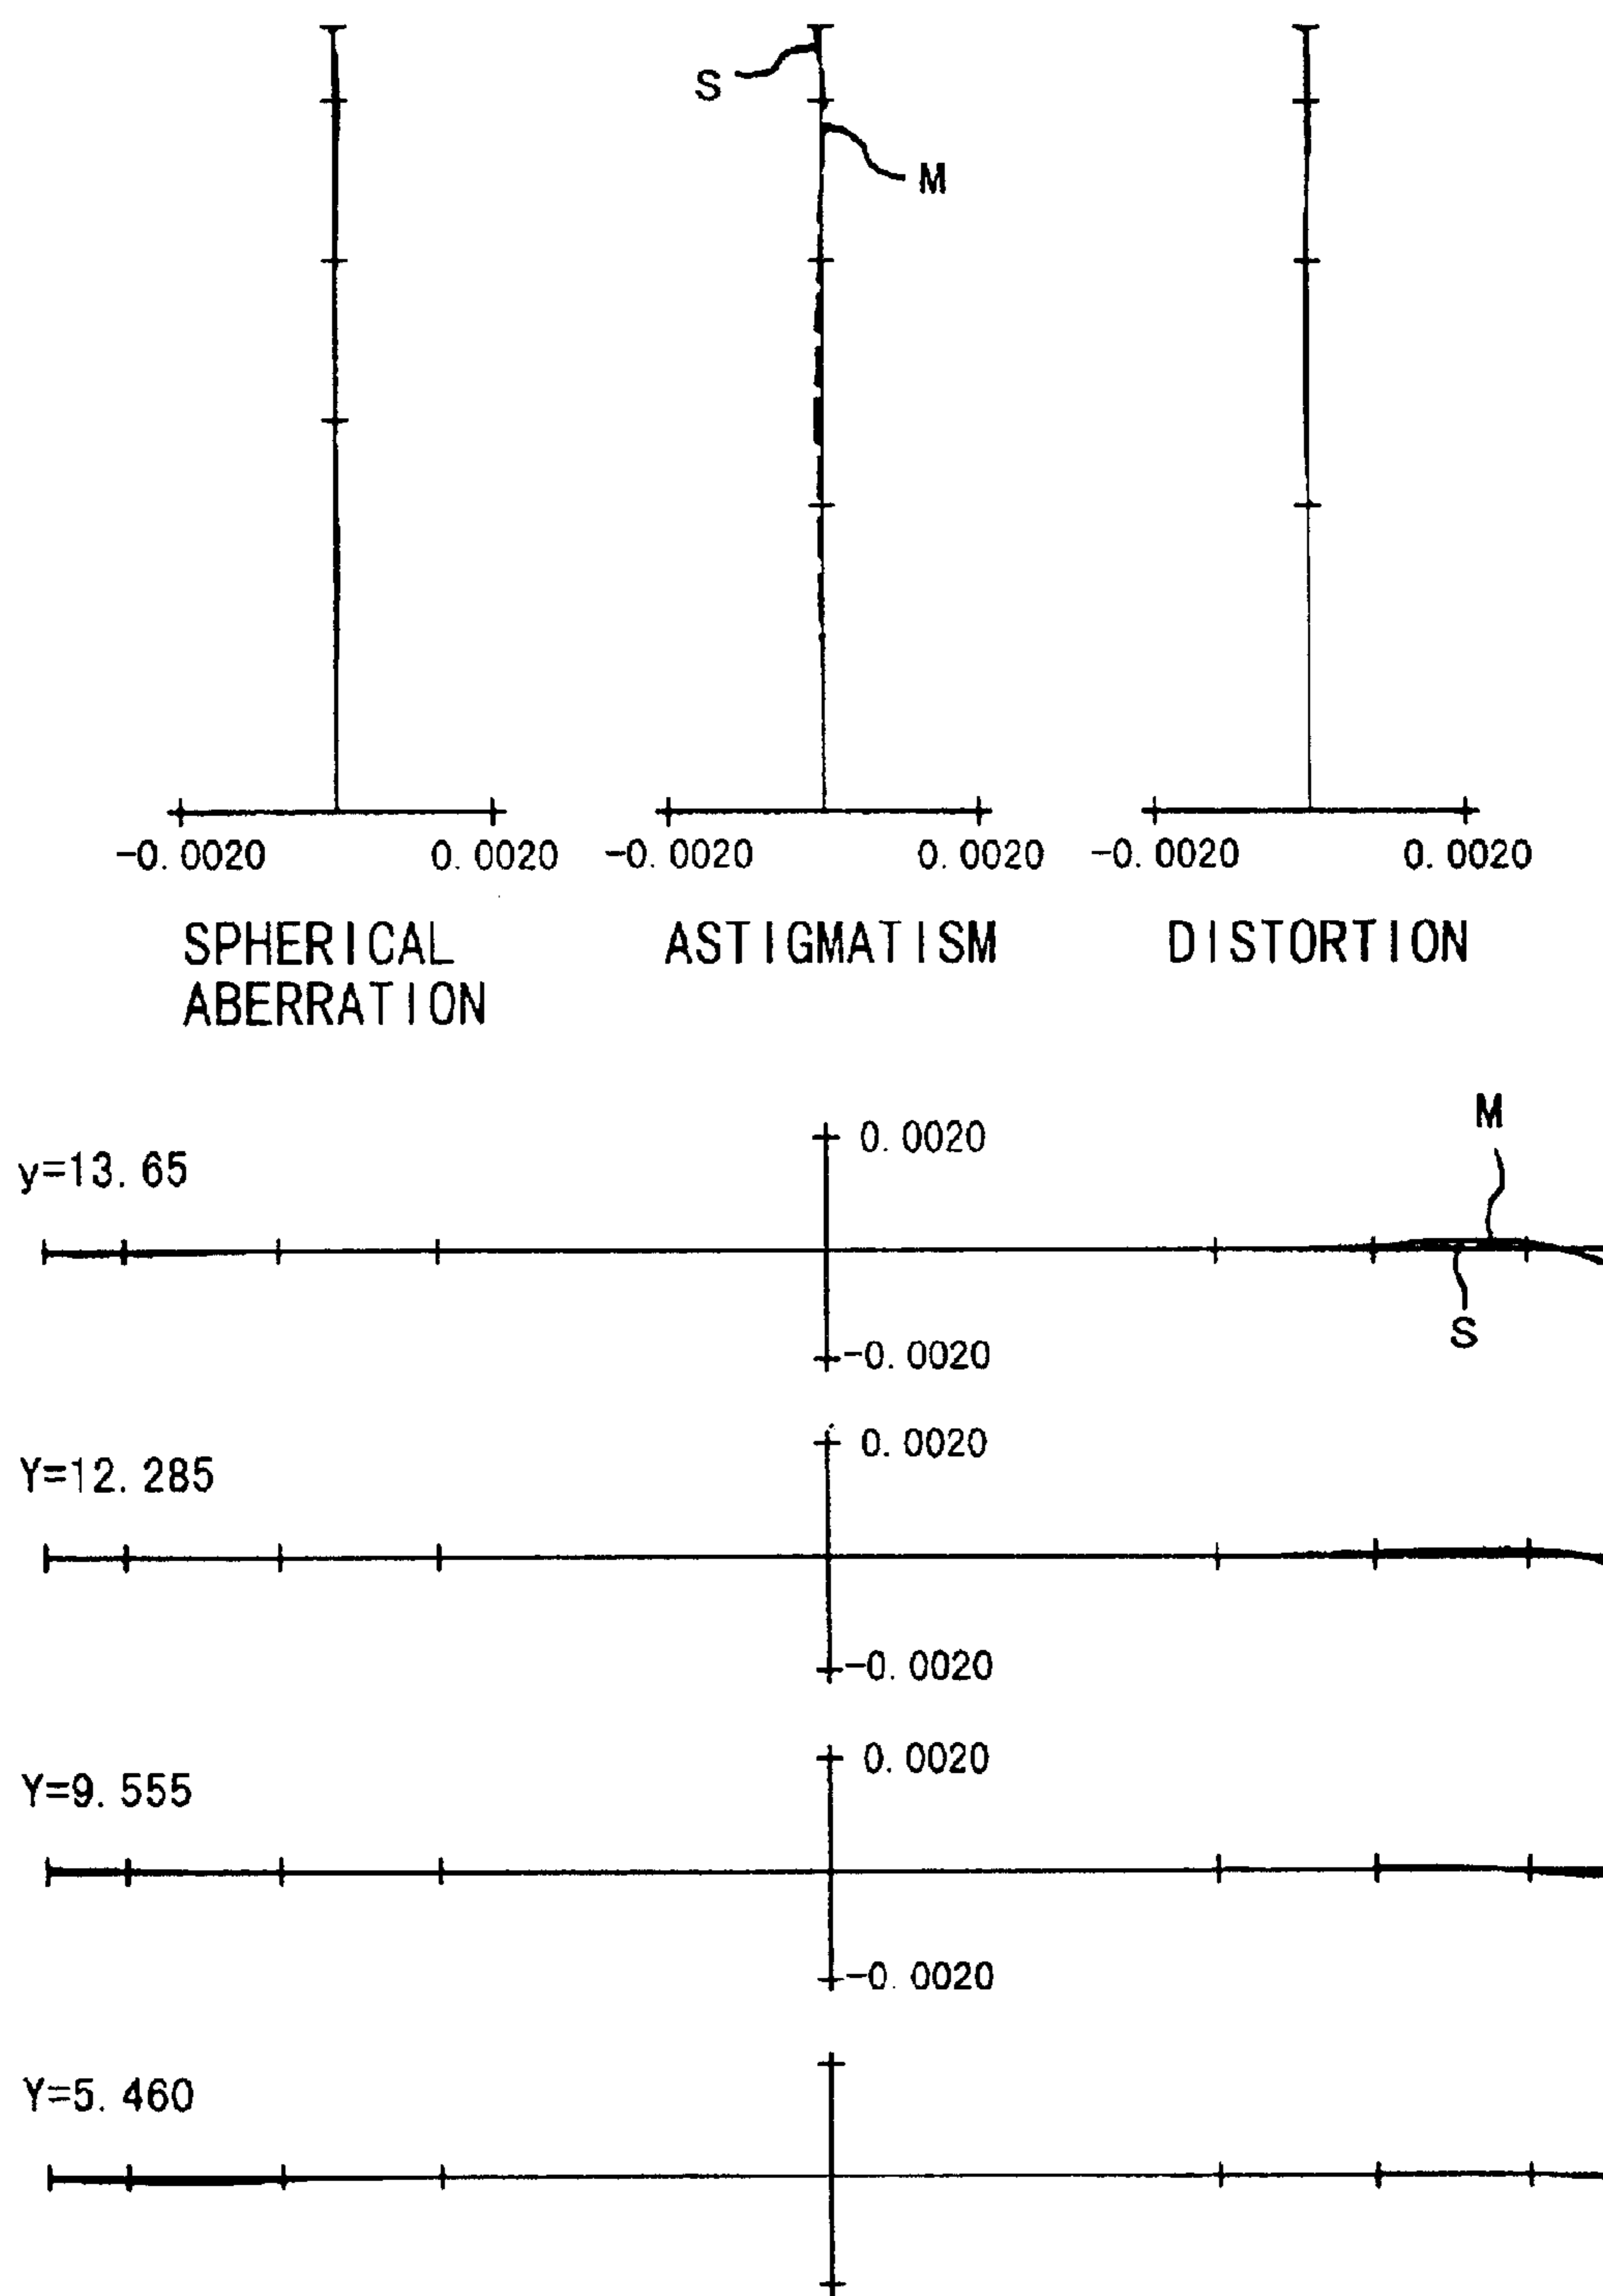 S
M
-0.0020 0.0020 -0.0020 0.0020 -0.0020 0.0020
SPHERICAL ABERRATION
ASTIGMATISM
DISTORTION
y=13.65
0.0020
M
S
-0.0020
Y=12.285
0.0020
-0.0020
Y=9.555
0.0020
-0.0020
Y=5.460